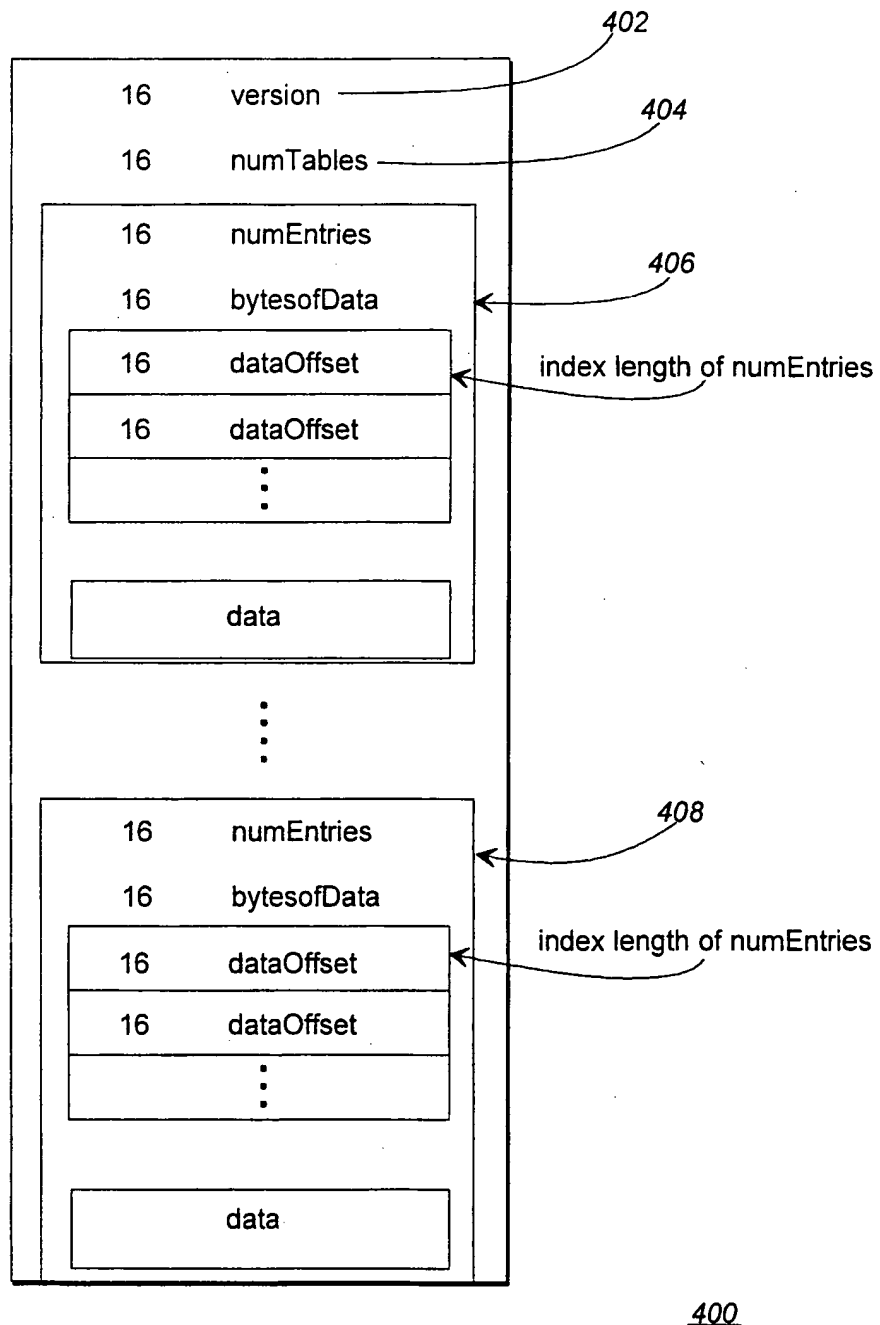 402
16 version
404
16 numTables
16 numEntries
406
16 bytesofData
16 dataOffset
index length of numEntries
16 dataOffset
data
16 numEntries
408
16 bytesofData
16 dataOffset
index length of numEntries
16 dataOffset
data
400